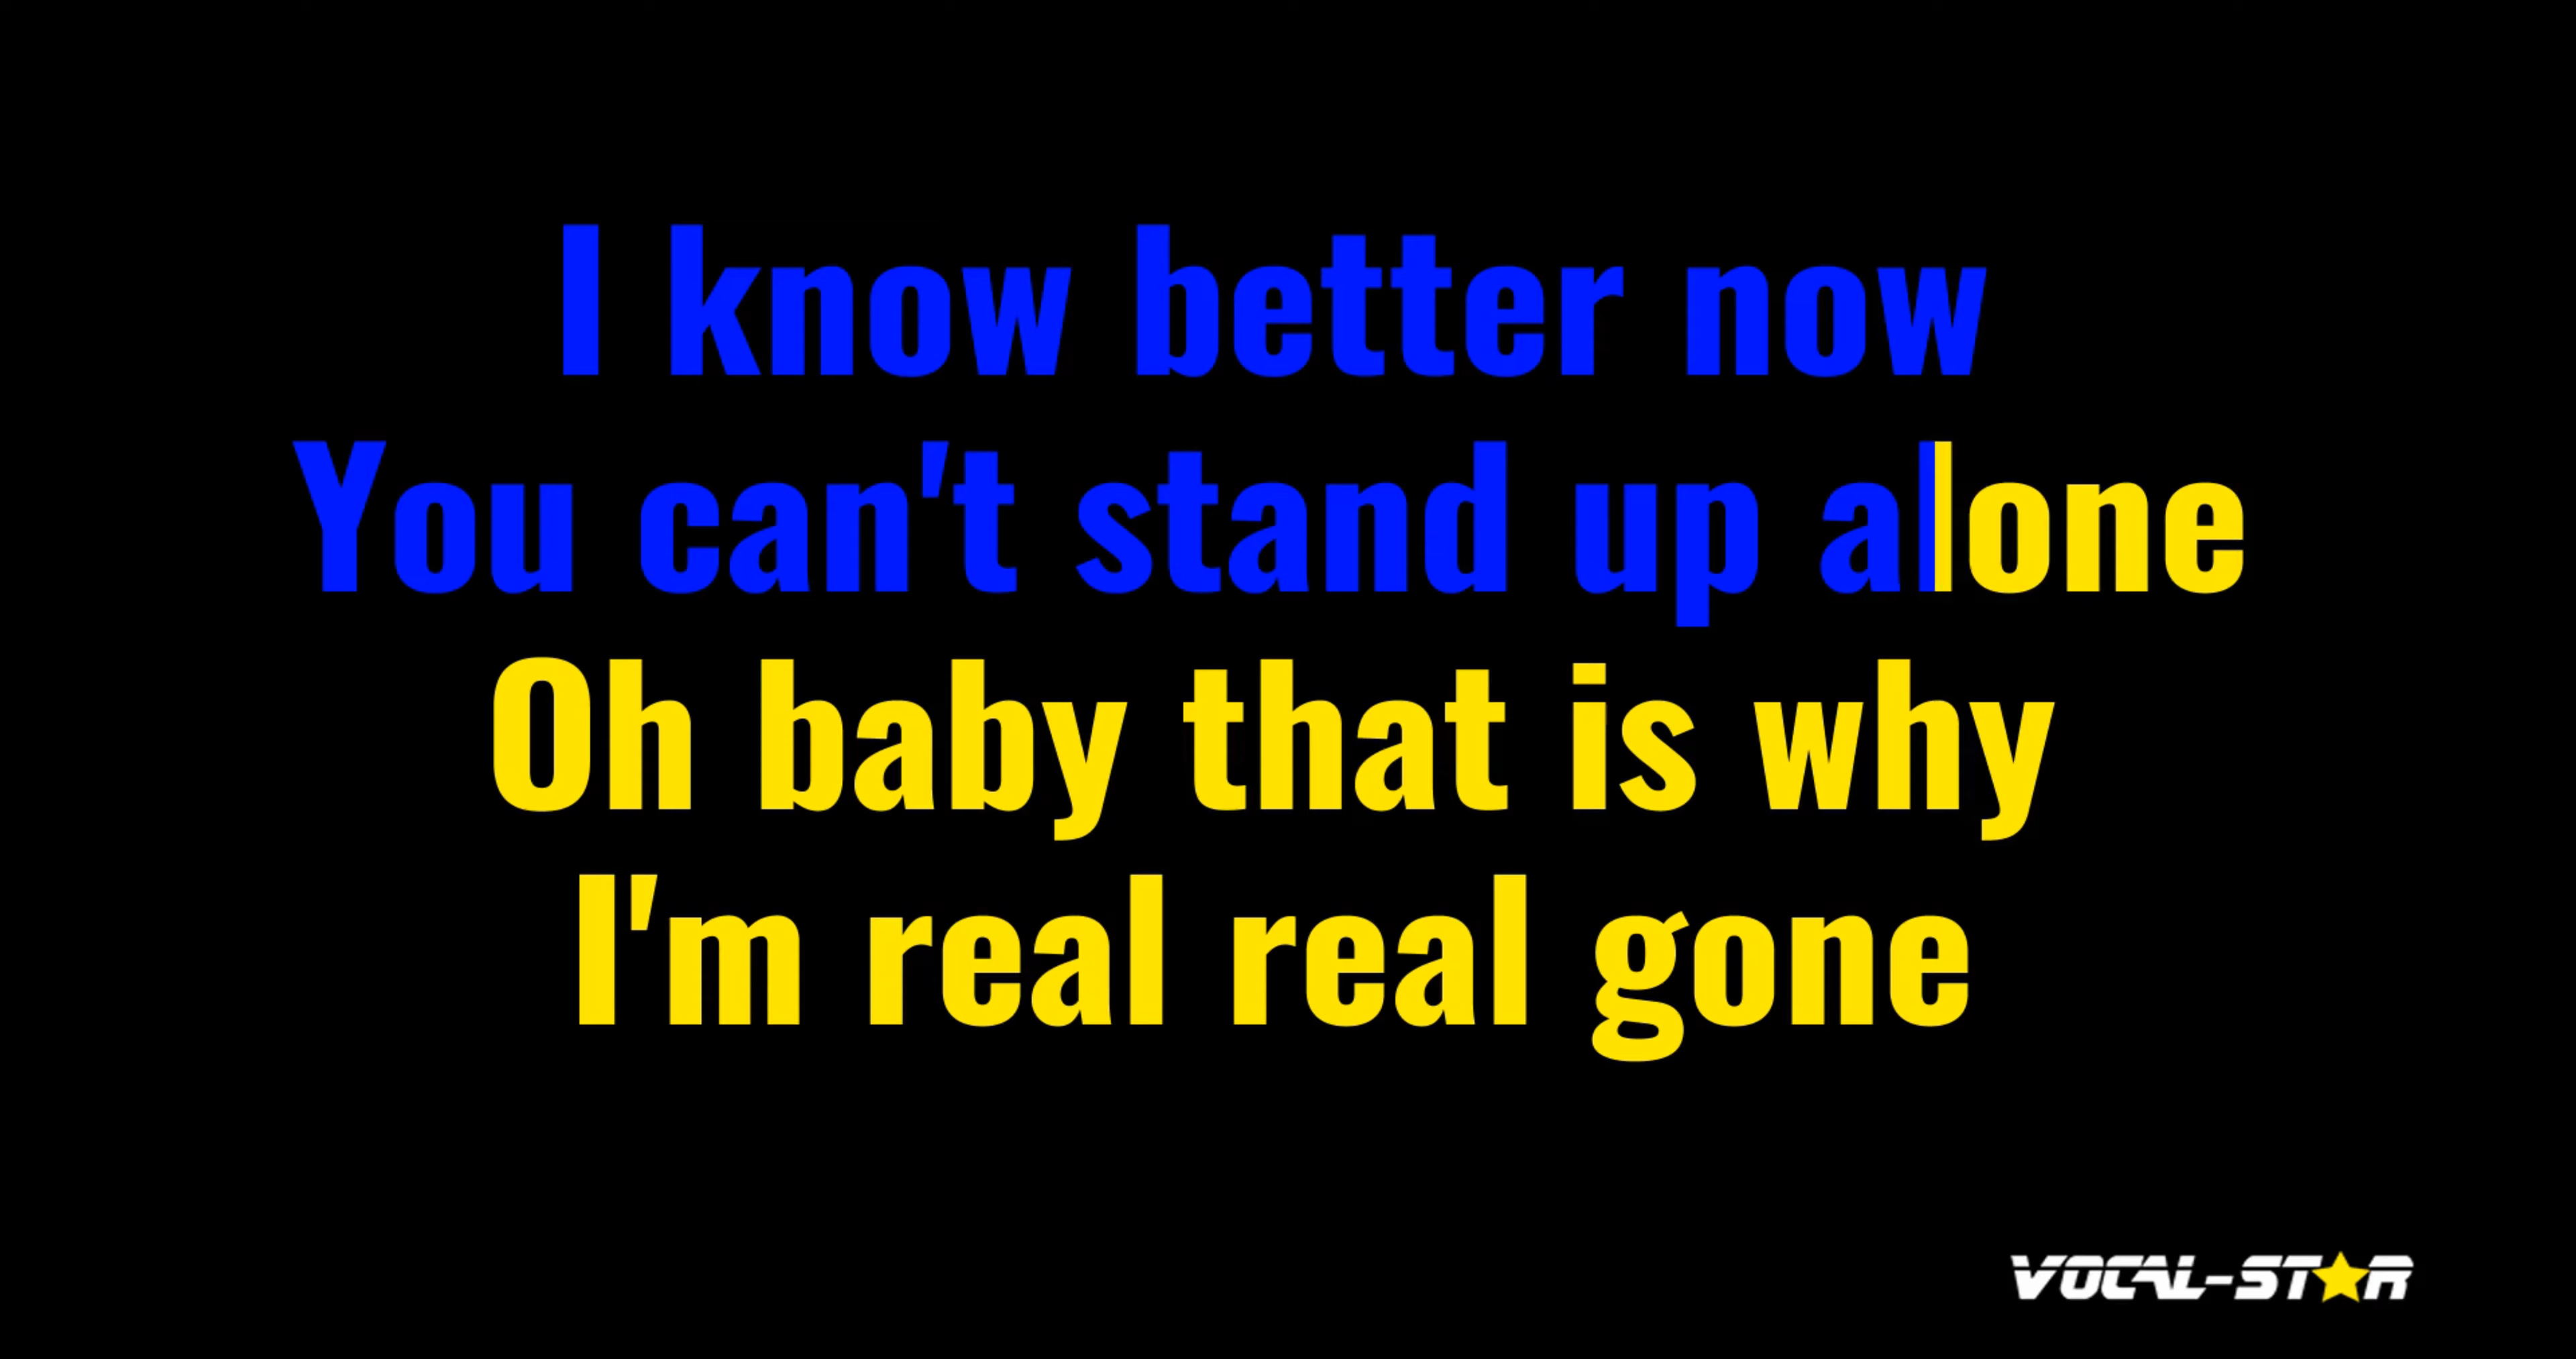 I know better now
You can't stand up alone
Oh baby that is why
I'm real real gone
VOCAL-STAR